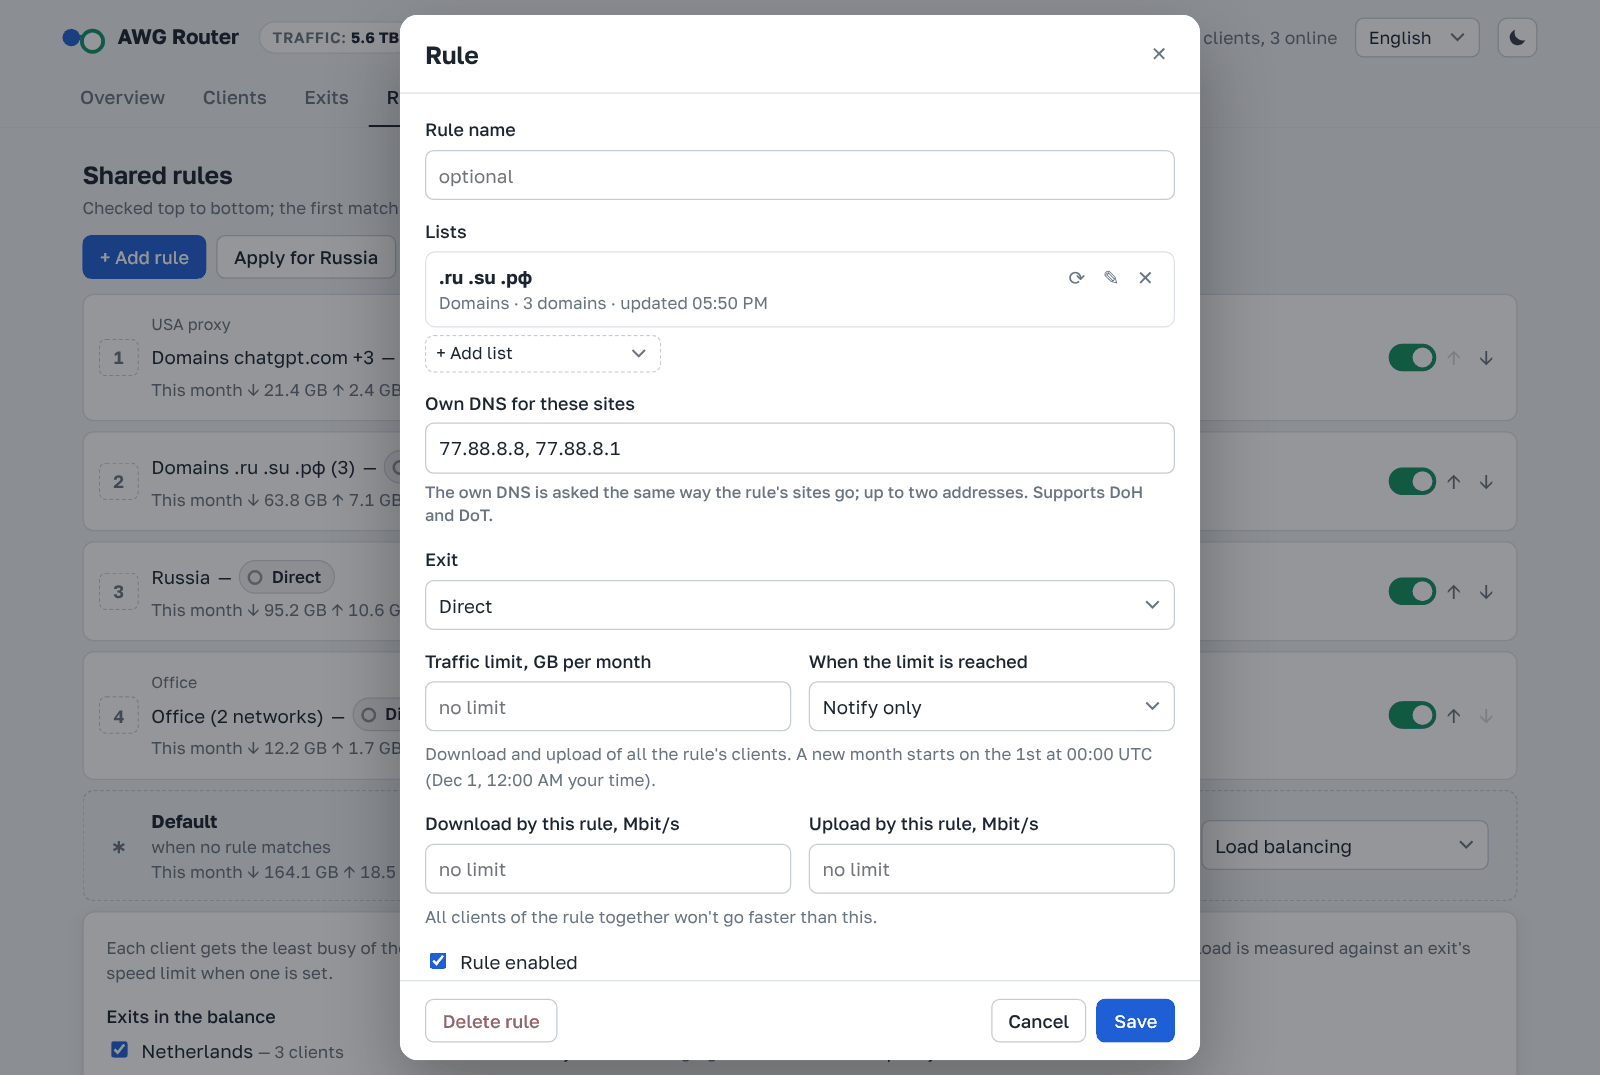 AWG Router
TRAFFIC: 5.6 TB
clients, 3 online
English
Overview
Clients
Exits
Shared rules
Checked top to bottom; the first match
+ Add rule
Apply for Russia
USA proxy
1
Domains chatgpt.com +3 —
This month ↓ 21.4 GB ↑ 2.4 GB
2
Domains .ru .su .рф (3) —
This month ↓ 63.8 GB ↑ 7.1 GB
3
Russia — Direct
This month ↓ 95.2 GB ↑ 10.6 G
Office
4
Office (2 networks) — Di
This month ↓ 12.2 GB ↑ 1.7 GB
Default
* when no rule matches
This month ↓ 164.1 GB ↑ 18.5
Load balancing
Each client gets the least busy of the
load is measured against an exit's
speed limit when one is set.
Exits in the balance
Netherlands — 3 clients
Rule
×
Rule name
optional
Lists
.ru .su .рф
Domains · 3 domains · updated 05:50 PM
+ Add list
Own DNS for these sites
77.88.8.8, 77.88.8.1
The own DNS is asked the same way the rule's sites go; up to two addresses. Supports DoH
and DoT.
Exit
Direct
Traffic limit, GB per month
When the limit is reached
no limit
Notify only
Download and upload of all the rule's clients. A new month starts on the 1st at 00:00 UTC
(Dec 1, 12:00 AM your time).
Download by this rule, Mbit/s
Upload by this rule, Mbit/s
no limit
no limit
All clients of the rule together won't go faster than this.
Rule enabled
Delete rule
Cancel
Save